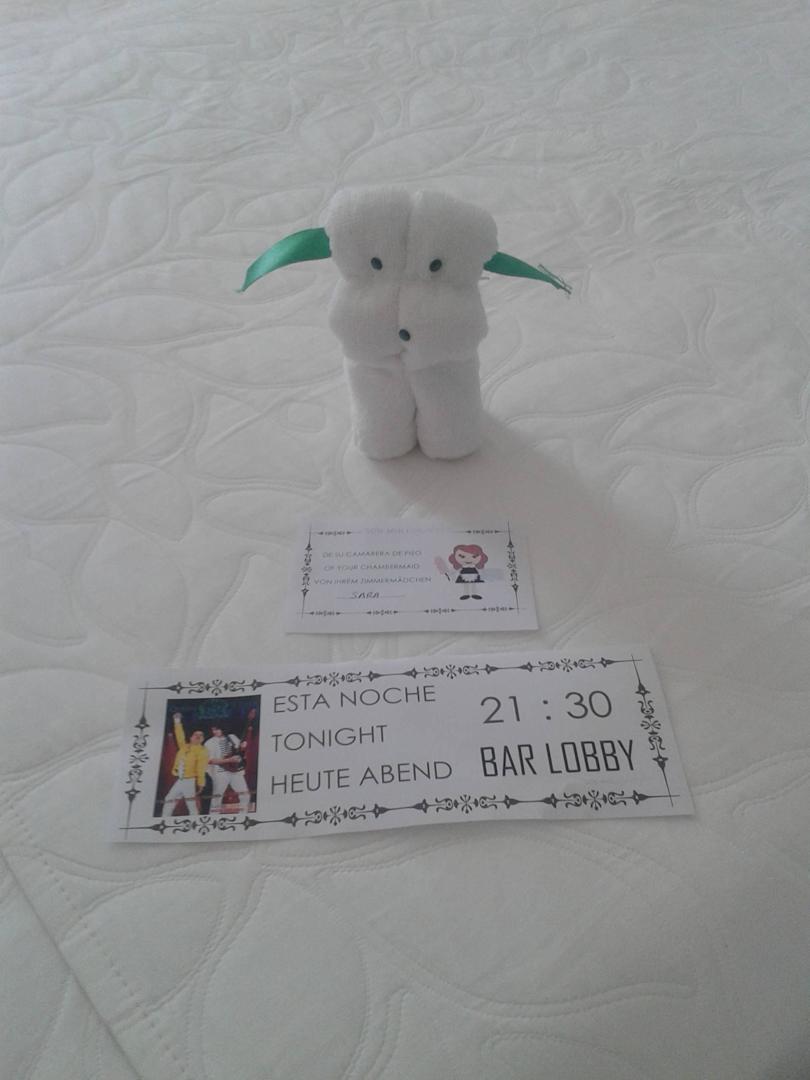 DE SU CAMARERA DE PISO
OF YOUR CHAMBERMAID
VON IHREM ZIMMERMÄDCHEN
SARA
ESTA NOCHE
TONIGHT
HEUTE ABEND
21 : 30
BAR LOBBY